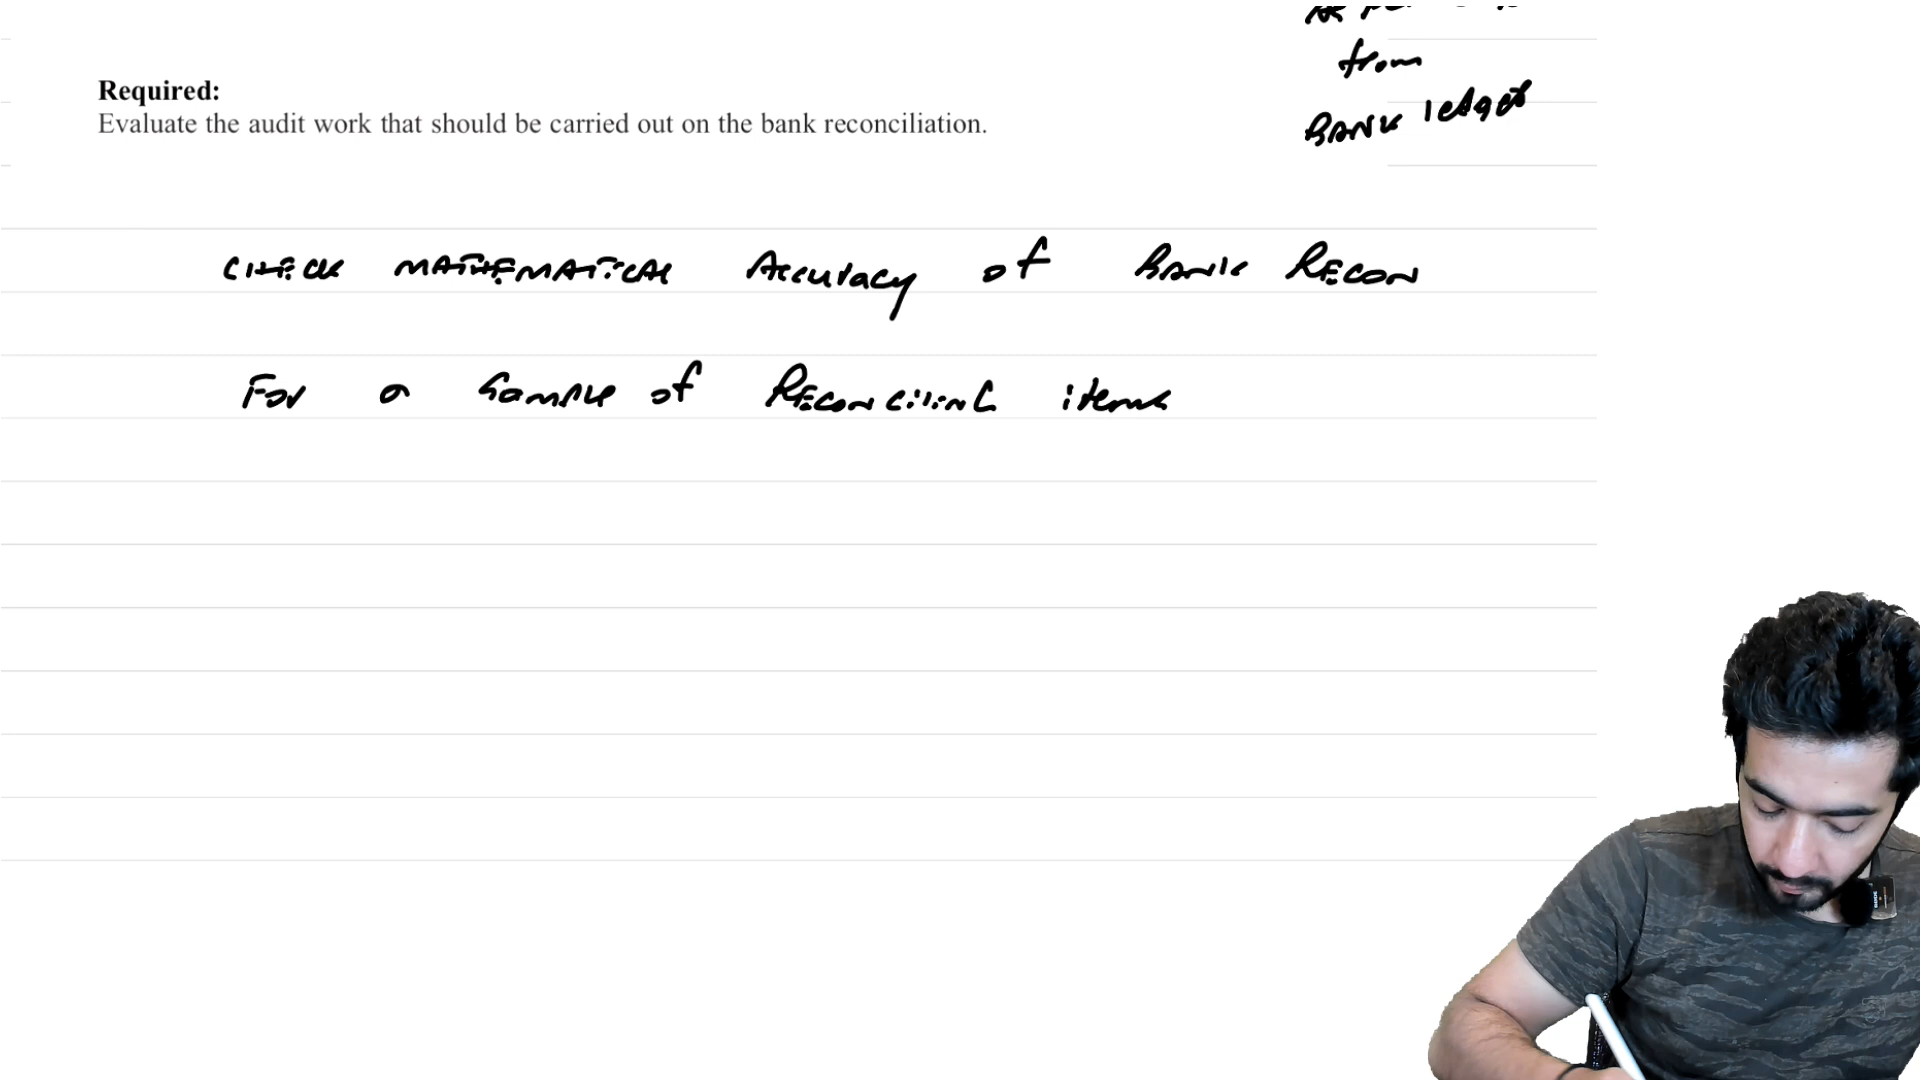 Required:
Evaluate the audit work that should be carried out on the bank reconciliation.
from
BANK ledger
CHECK MATHEMATICAL Accuracy of BANK RECON
For a Sample of RECONCILING items